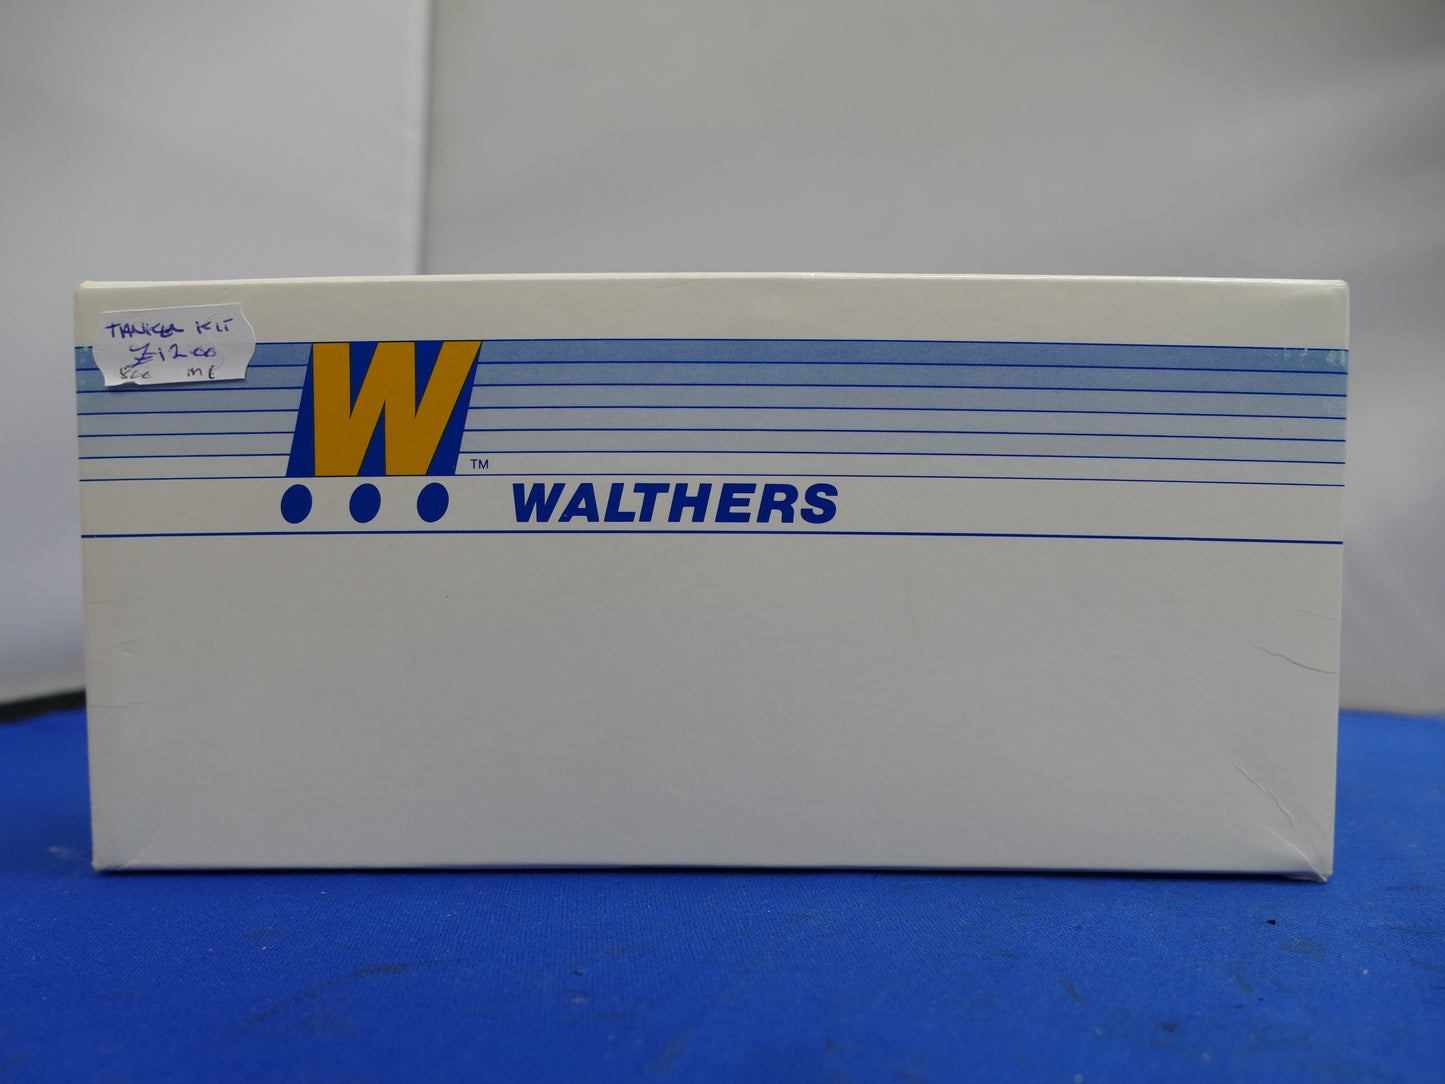 TANKER KIT
£12.00
W
TM
WALTHERS